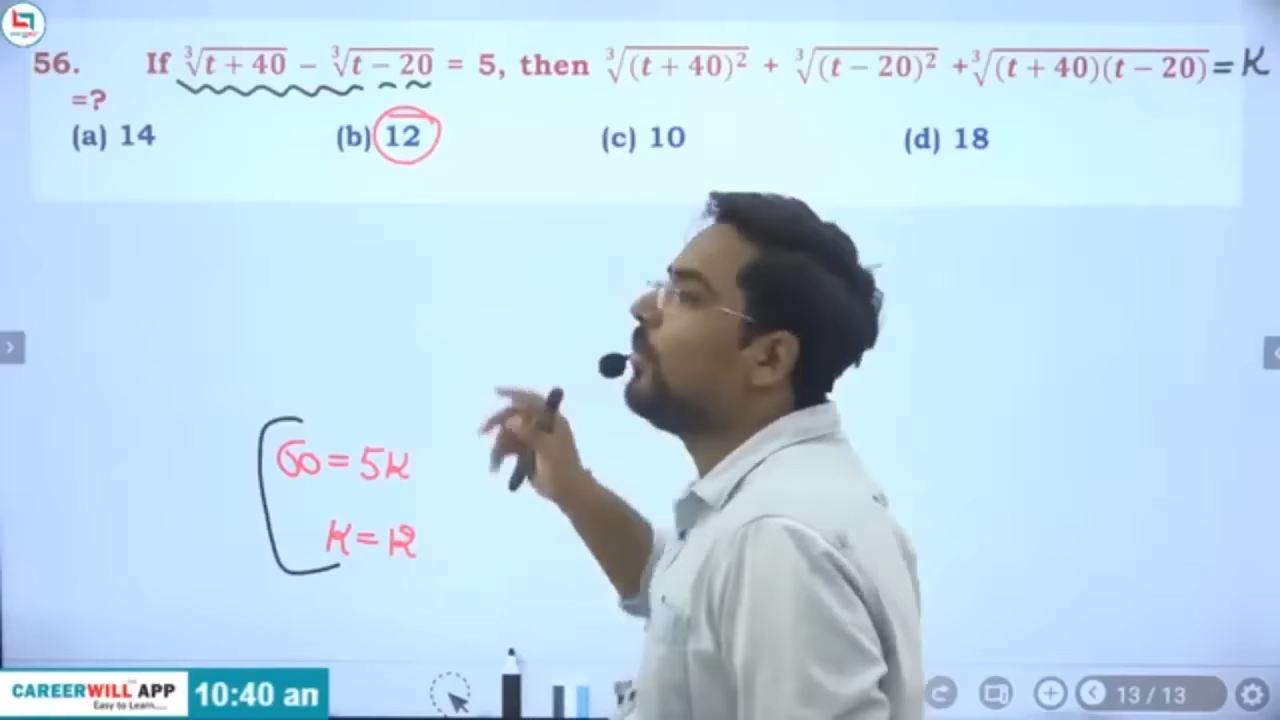 56. If ∛(t + 40) − ∛(t − 20) = 5, then ∛((t + 40)²) + ∛((t − 20)²) + ∛((t + 40)(t − 20)) = K
=?
(a) 14 (b) 12 (c) 10 (d) 18
60 = 5K
K = 12
CAREERWILL APP
Easy to Learn.....
10:40 an
13 / 13